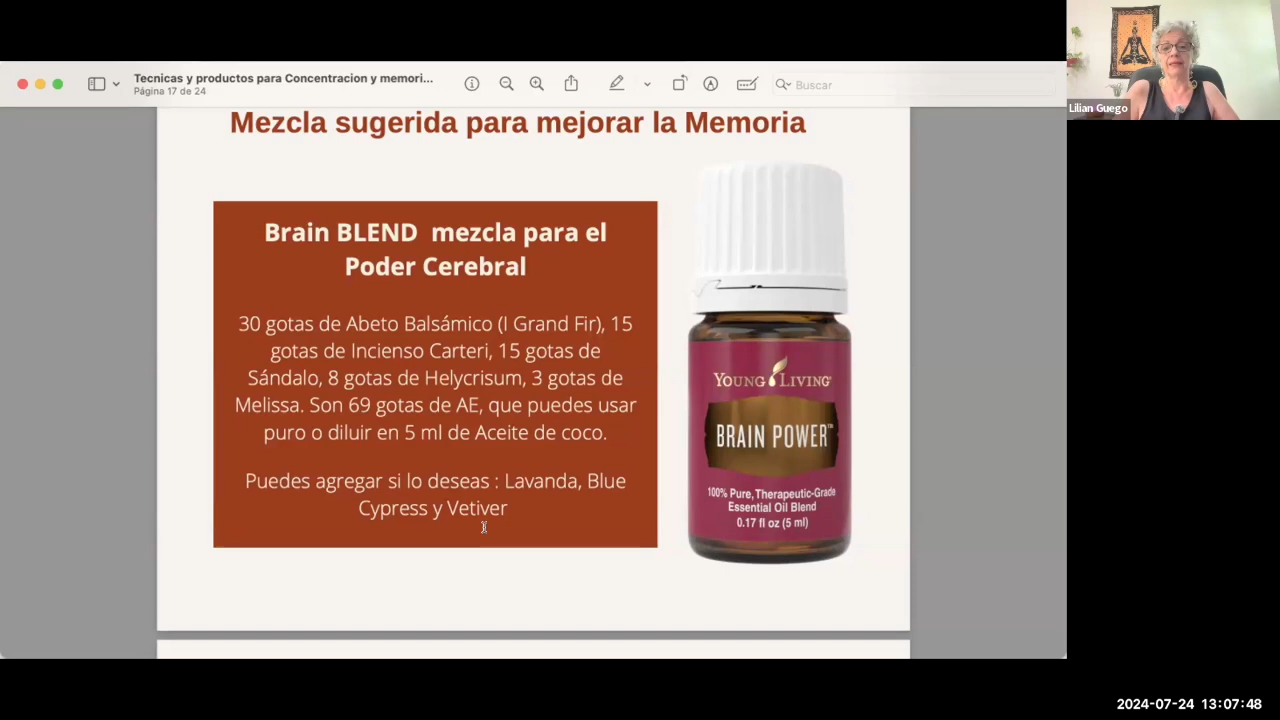 Tecnicas y productos para Concentracion y memori...
Página 17 de 24
Buscar
Lilian Guego
Mezcla sugerida para mejorar la Memoria
Brain BLEND mezcla para el
Poder Cerebral
30 gotas de Abeto Balsámico (I Grand Fir), 15
gotas de Incienso Carteri, 15 gotas de
Sándalo, 8 gotas de Helycrisum, 3 gotas de
Melissa. Son 69 gotas de AE, que puedes usar
puro o diluir en 5 ml de Aceite de coco.
Puedes agregar si lo deseas : Lavanda, Blue
Cypress y Vetiver
YOUNG LIVING
BRAIN POWER™
100% Pure, Therapeutic-Grade
Essential Oil Blend
0.17 fl oz (5 ml)
2024-07-24 13:07:48